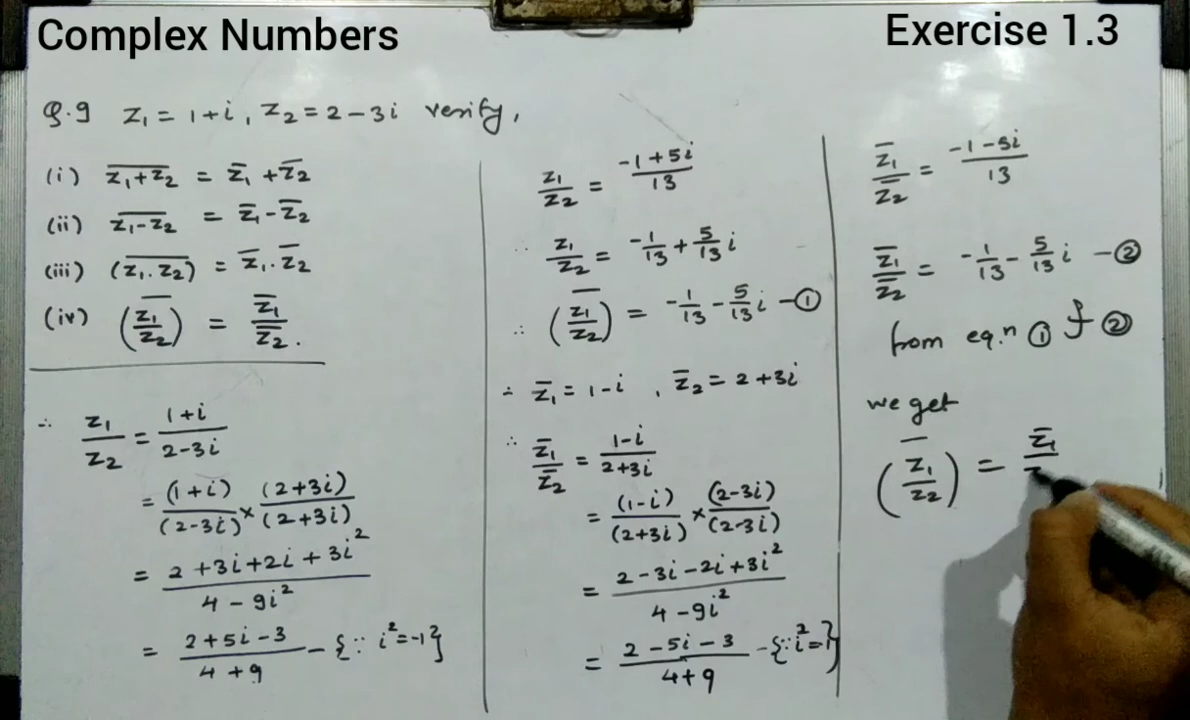 Complex Numbers
Exercise 1.3
Q.9 z₁ = 1+i, z₂ = 2-3i verify,
(i) \overline{z₁+z₂} = z̄₁ + z̄₂
(ii) \overline{z₁-z₂} = z̄₁ - z̄₂
(iii) (\overline{z₁.z₂}) = z̄₁. z̄₂
(iv) \overline{(z₁/z₂)} = z̄₁/z̄₂.
∴ z₁/z₂ = (1+i)/(2-3i)
= (1+i)/(2-3i) × (2+3i)/(2+3i)
= (2+3i+2i+3i²)/(4-9i²)
= (2+5i-3)/(4+9) - {∵ i²=-1}
z₁/z₂ = (-1+5i)/13
∴ z₁/z₂ = -1/13 + 5/13 i
∴ \overline{(z₁/z₂)} = -1/13 - 5/13 i -①
∴ z̄₁ = 1-i, z̄₂ = 2+3i
∴ z̄₁/z̄₂ = (1-i)/(2+3i)
= (1-i)/(2+3i) × (2-3i)/(2-3i)
= (2-3i-2i+3i²)/(4-9i²)
= (2-5i-3)/(4+9) -{∵ i²=-1}
z̄₁/z̄₂ = (-1-5i)/13
z̄₁/z̄₂ = -1/13 - 5/13 i -②
from eq.n ① & ②
we get
\overline{(z₁/z₂)} = z̄₁